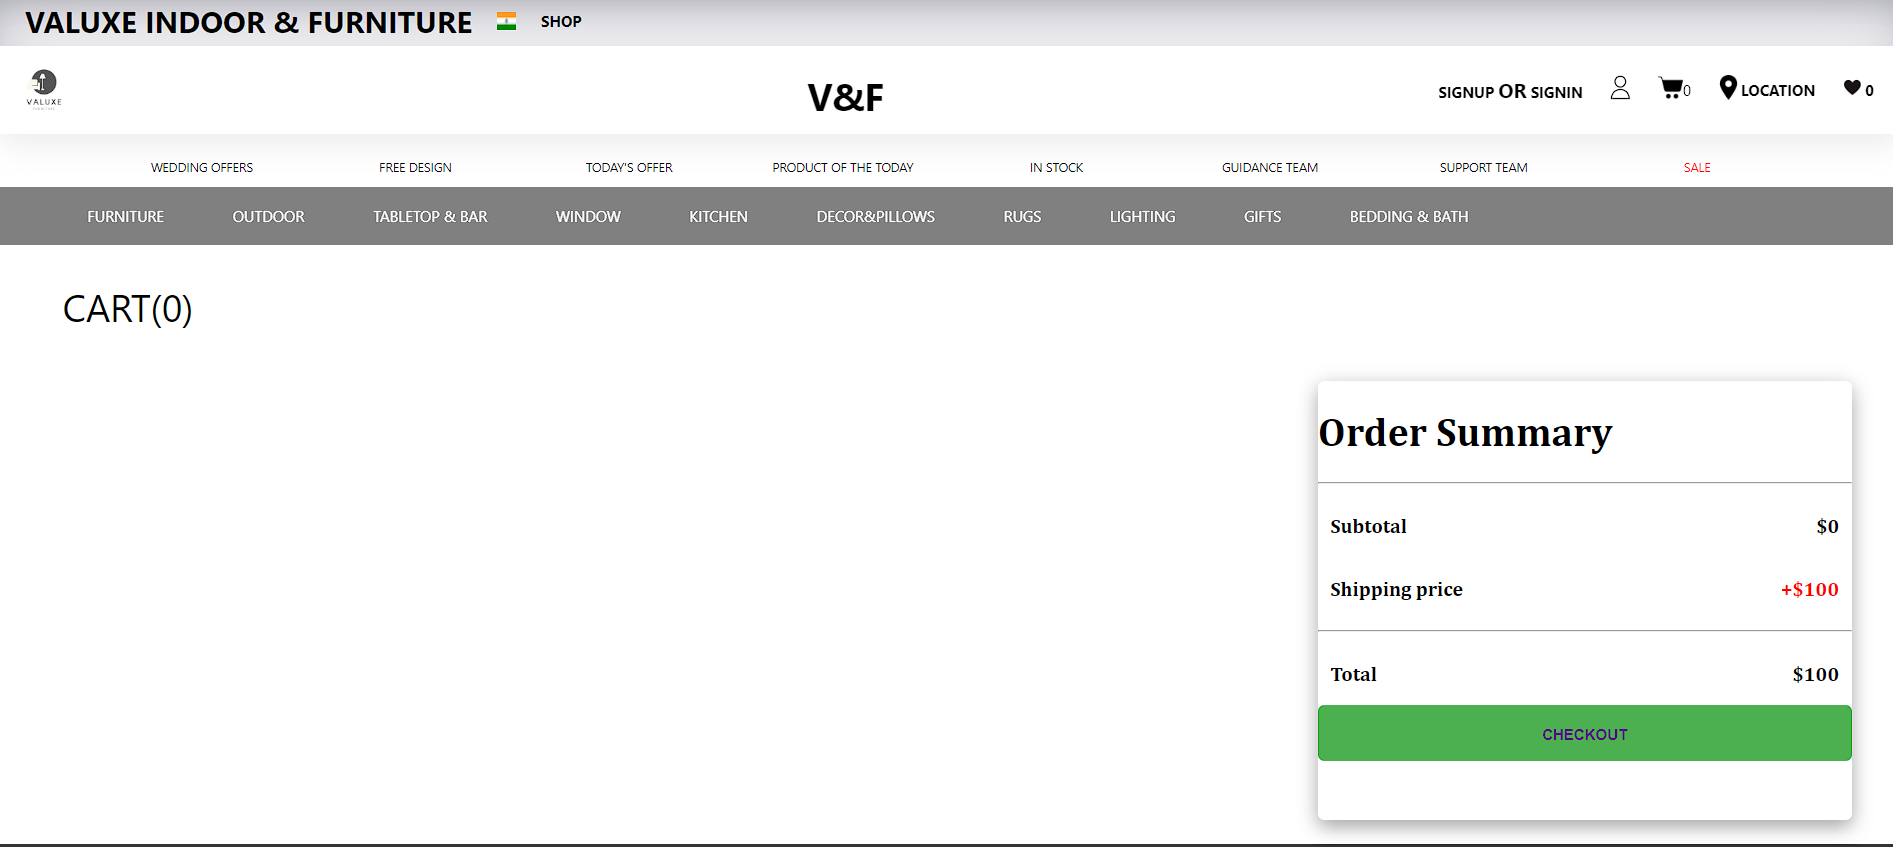 VALUXE INDOOR & FURNITURE SHOP
VALUXE
V&F
SIGNUP OR SIGNIN 0 LOCATION 0
WEDDING OFFERS FREE DESIGN TODAY'S OFFER PRODUCT OF THE TODAY IN STOCK GUIDANCE TEAM SUPPORT TEAM SALE
FURNITURE OUTDOOR TABLETOP & BAR WINDOW KITCHEN DECOR&PILLOWS RUGS LIGHTING GIFTS BEDDING & BATH
CART(0)
Order Summary
Subtotal $0
Shipping price +$100
Total $100
CHECKOUT